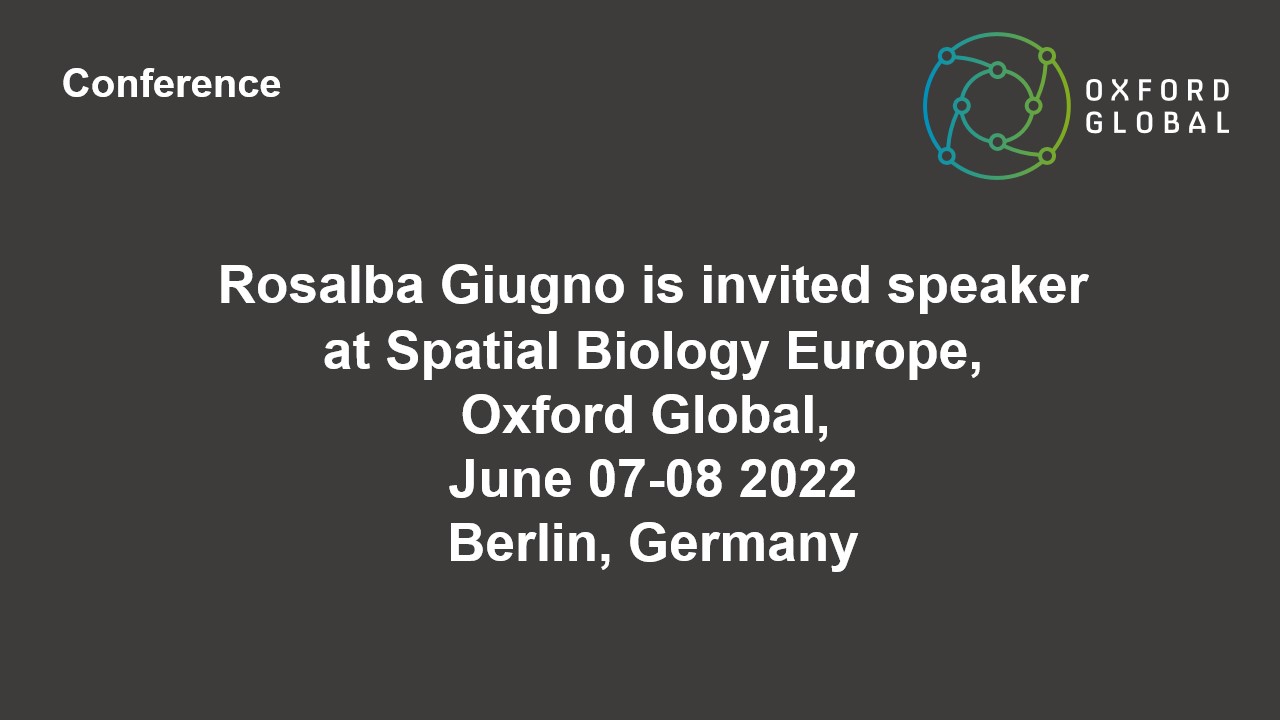 Conference
OXFORD
GLOBAL
Rosalba Giugno is invited speaker
at Spatial Biology Europe,
Oxford Global,
June 07-08 2022
Berlin, Germany